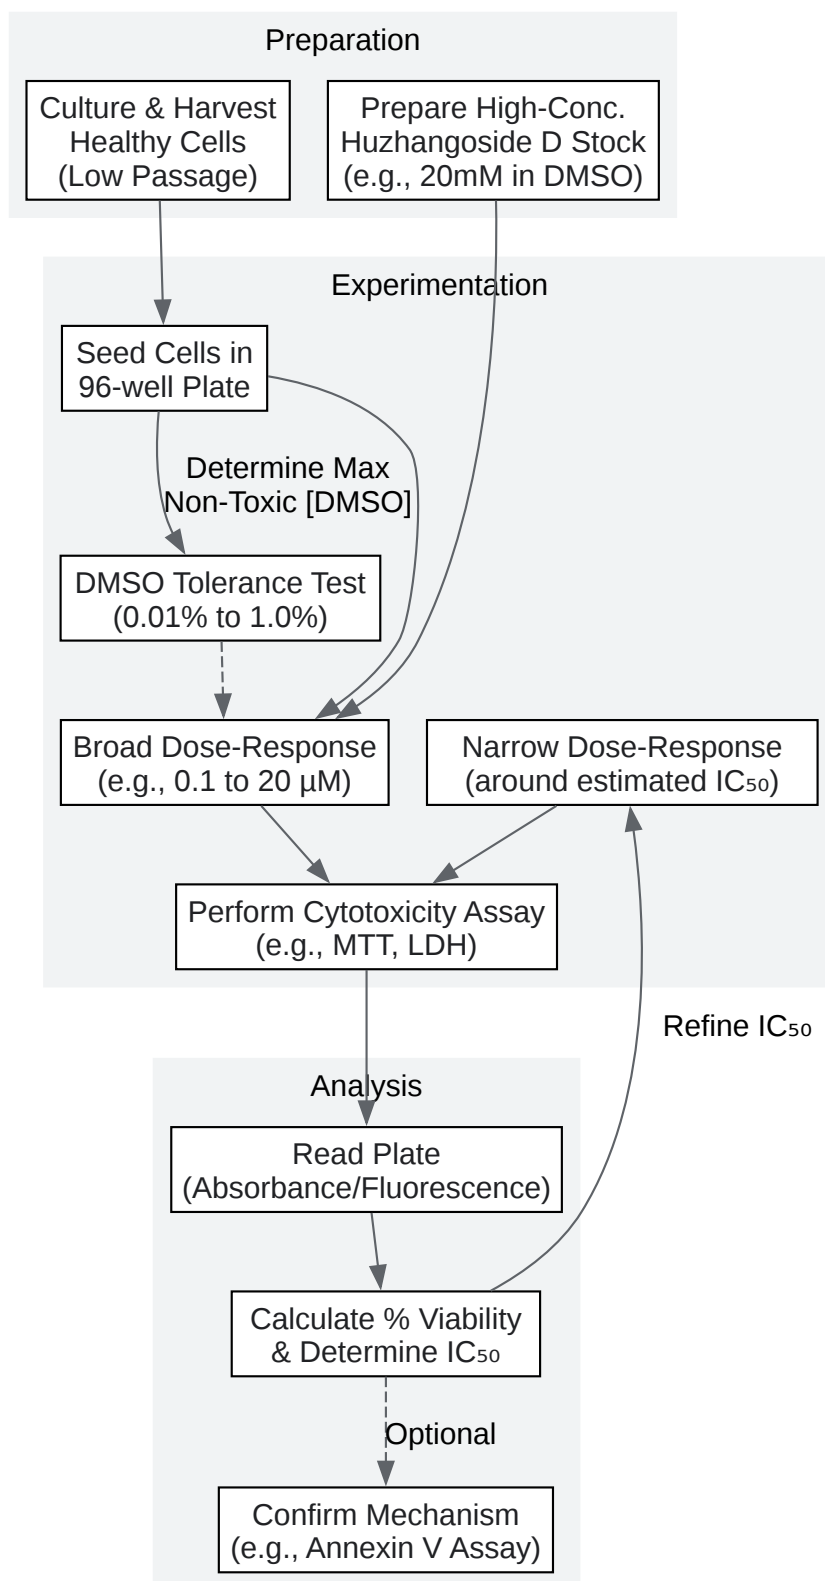 Preparation
Culture & Harvest
Healthy Cells
(Low Passage)
Prepare High-Conc.
Huzhangoside D Stock
(e.g., 20mM in DMSO)
Experimentation
Seed Cells in
96-well Plate
Determine Max
Non-Toxic [DMSO]
DMSO Tolerance Test
(0.01% to 1.0%)
Broad Dose-Response
(e.g., 0.1 to 20 µM)
Narrow Dose-Response
(around estimated IC₅₀)
Perform Cytotoxicity Assay
(e.g., MTT, LDH)
Refine IC₅₀
Analysis
Read Plate
(Absorbance/Fluorescence)
Calculate % Viability
& Determine IC₅₀
Optional
Confirm Mechanism
(e.g., Annexin V Assay)